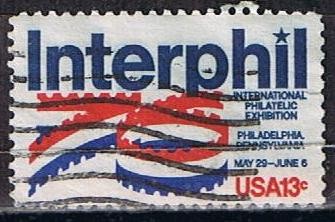 Interphil
INTERNATIONAL
PHILATELIC
EXHIBITION
PHILADELPHIA,
PENNSYLVANIA
MAY 29-JUNE 6
USA13c